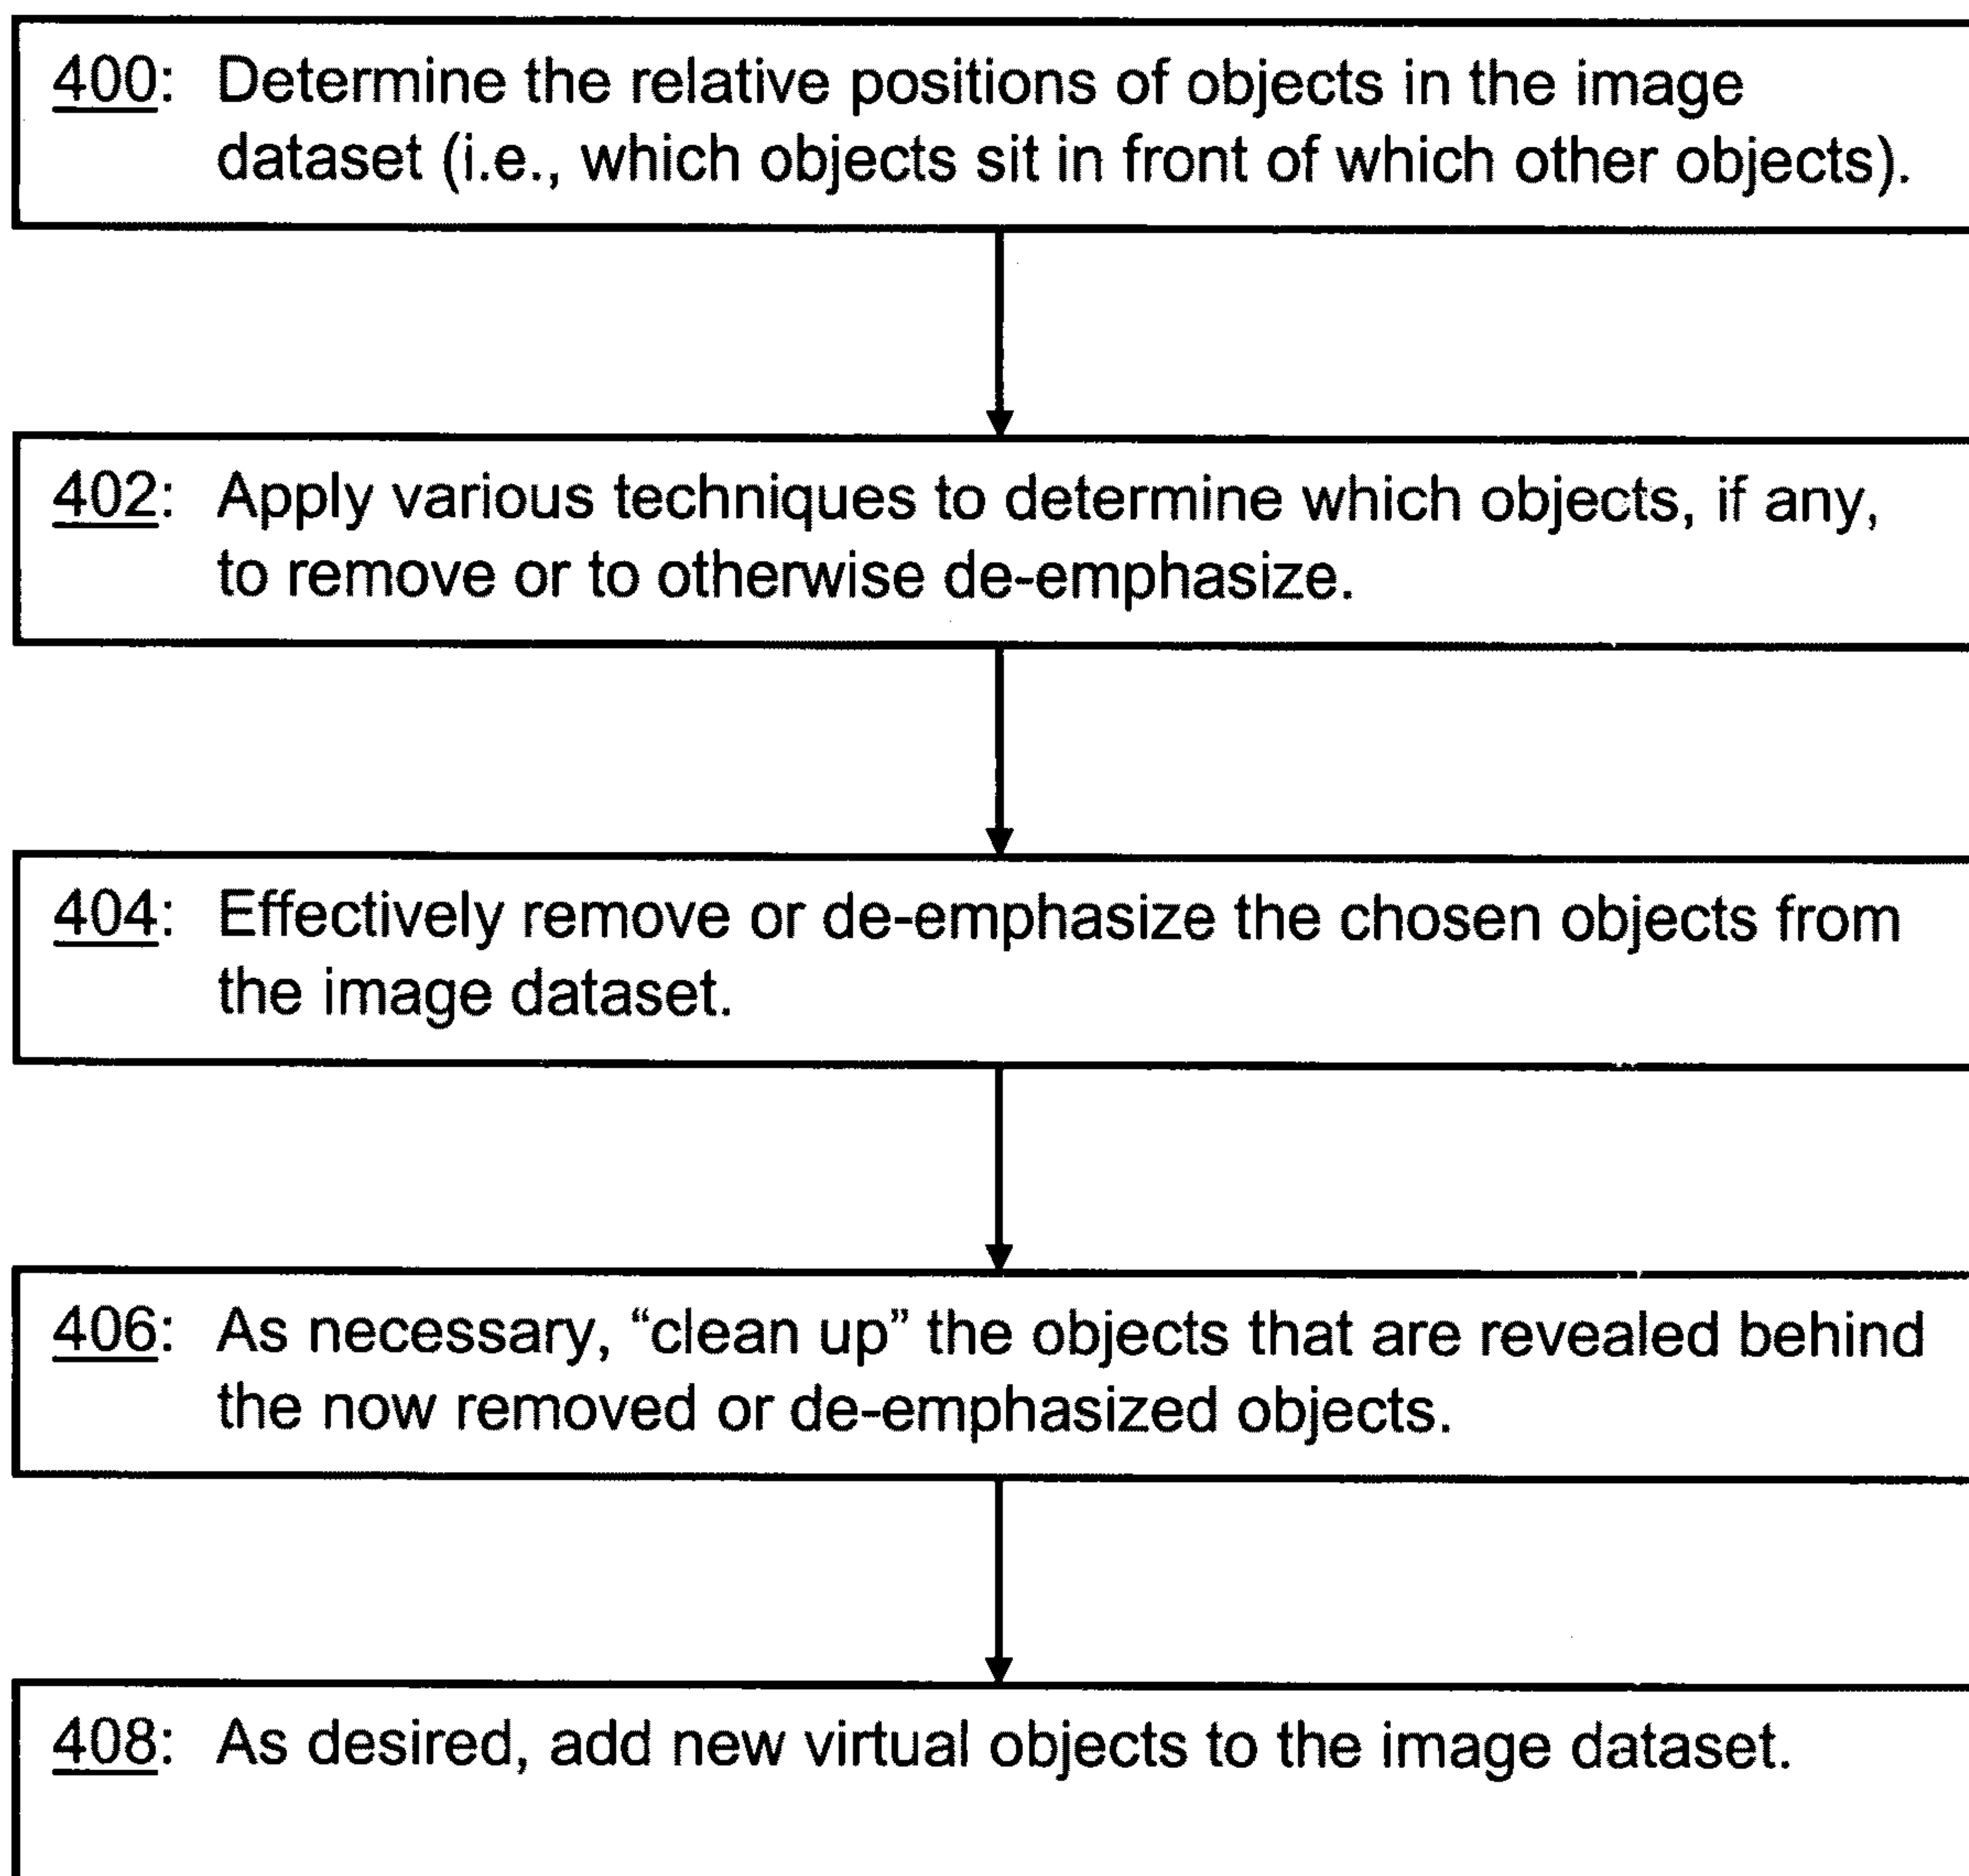 400: Determine the relative positions of objects in the image
dataset (i.e., which objects sit in front of which other objects).
402: Apply various techniques to determine which objects, if any,
to remove or to otherwise de-emphasize.
404: Effectively remove or de-emphasize the chosen objects from
the image dataset.
406: As necessary, “clean up” the objects that are revealed behind
the now removed or de-emphasized objects.
408: As desired, add new virtual objects to the image dataset.